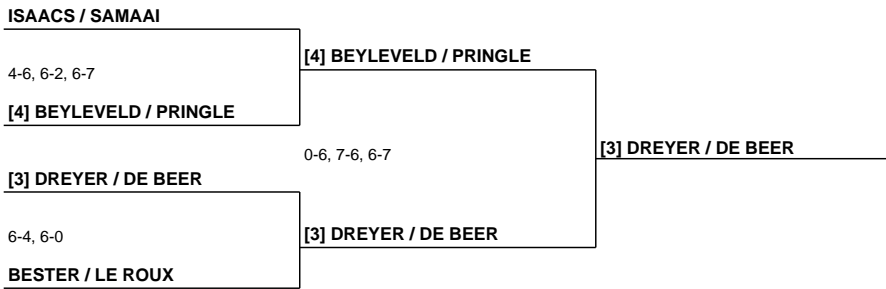 ISAACS / SAMAAI
[4] BEYLEVELD / PRINGLE
4-6, 6-2, 6-7
[4] BEYLEVELD / PRINGLE
0-6, 7-6, 6-7
[3] DREYER / DE BEER
[3] DREYER / DE BEER
6-4, 6-0
[3] DREYER / DE BEER
BESTER / LE ROUX